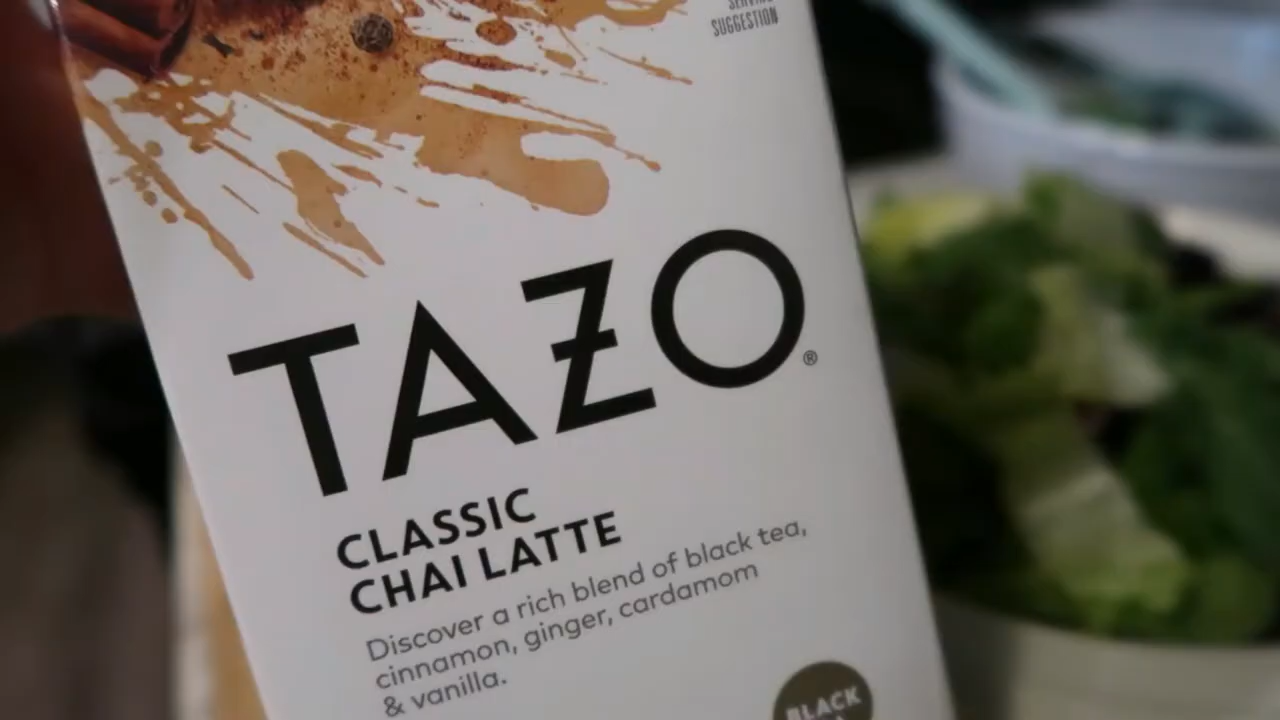 SUGGESTION
TAZO®
CLASSIC
CHAI LATTE
Discover a rich blend of black tea,
cinnamon, ginger, cardamom
& vanilla.
BLACK